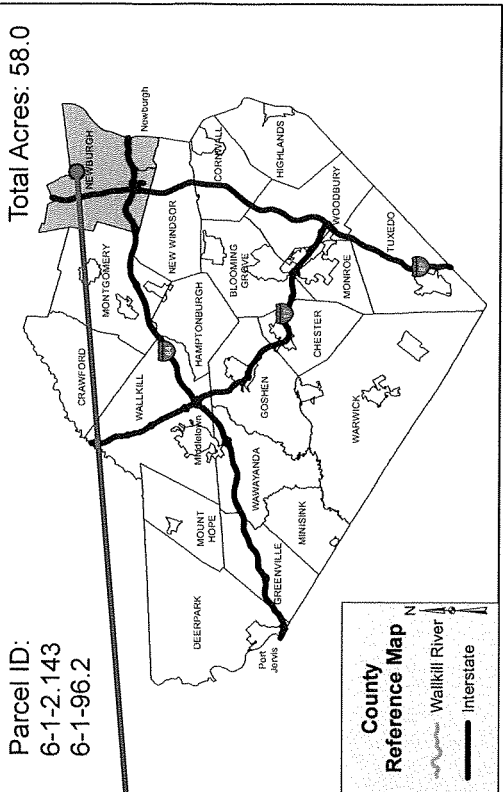 Parcel ID:
6-1-2.143
6-1-96.2
Total Acres: 58.0
CRAWFORD
MONTGOMERY
NEWBURGH
Newburgh
WALLKILL
NEW WINDSOR
CORNWALL
HIGHLANDS
HAMPTONBURGH
BLOOMING
GROVE
WOODBURY
DEERPARK
MOUNT
HOPE
Middletown
GOSHEN
CHESTER
MONROE
TUXEDO
WAWAYANDA
GREENVILLE
MINISINK
WARWICK
Port
Jervis
County
Reference Map
N
Wallkill River
Interstate